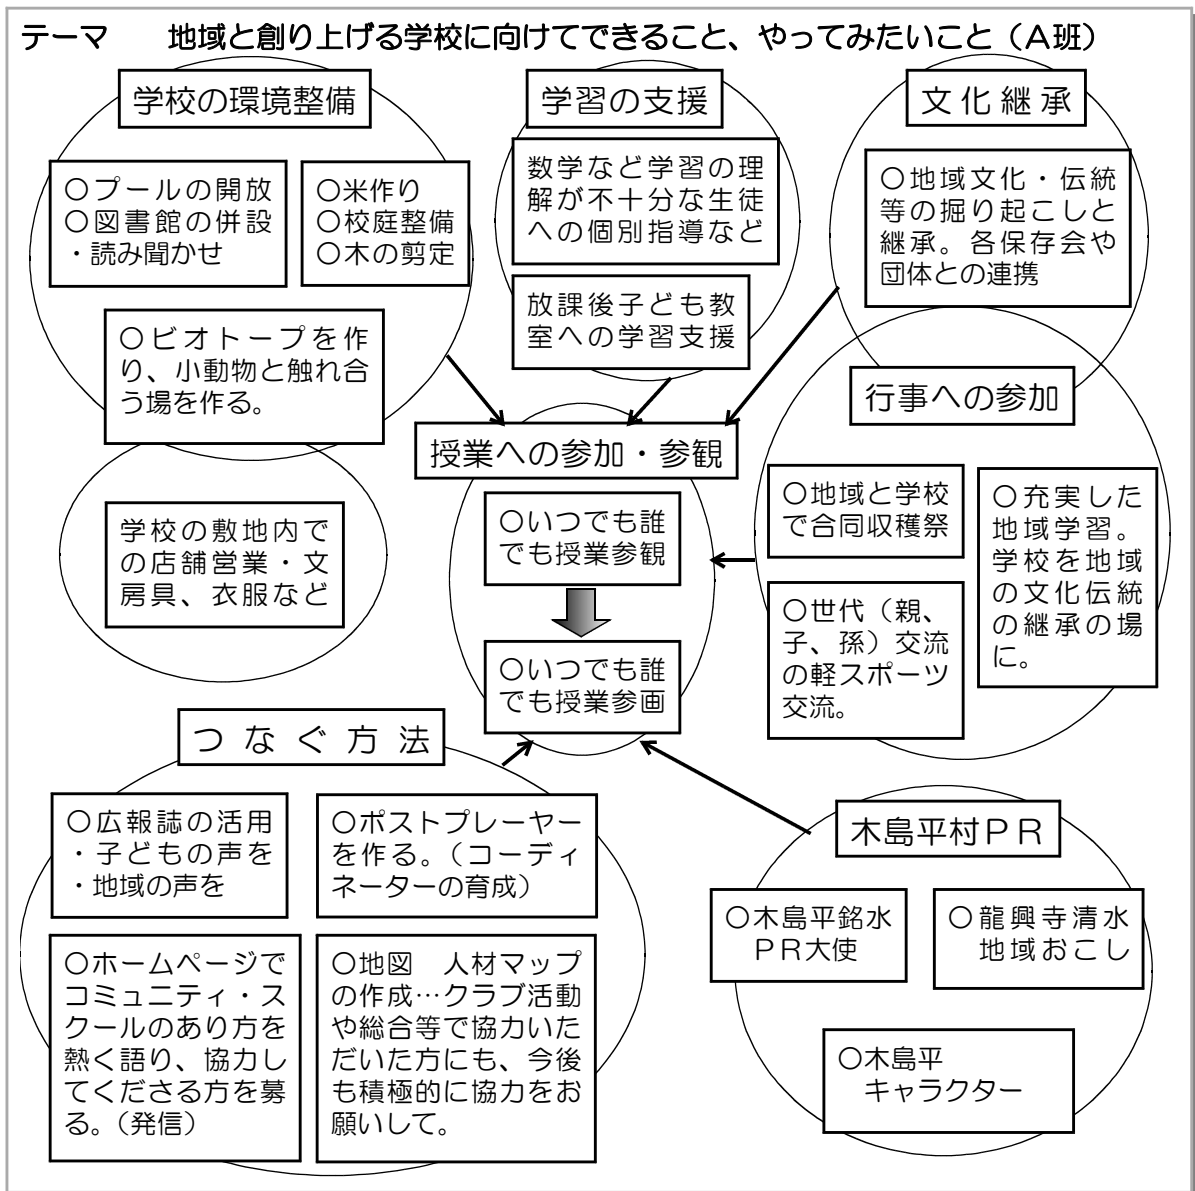 テーマ　　地域と創り上げる学校に向けてできること、やってみたいこと（A班）
学校の環境整備
〇プールの開放
〇図書館の併設
・読み聞かせ
〇米作り
〇校庭整備
〇木の剪定
〇ビオトープを作
り、小動物と触れ合
う場を作る。
学校の敷地内で
の店舗営業・文
房具、衣服など
学習の支援
数学など学習の理
解が不十分な生徒
への個別指導など
放課後子ども教
室への学習支援
文化継承
〇地域文化・伝統
等の掘り起こしと
継承。各保存会や
団体との連携
行事への参加
〇地域と学校
で合同収穫祭
〇世代（親、
子、孫）交流
の軽スポーツ
交流。
〇充実した
地域学習。
学校を地域
の文化伝統
の継承の場
に。
授業への参加・参観
〇いつでも誰
でも授業参観
〇いつでも誰
でも授業参画
つなぐ方法
〇広報誌の活用
・子どもの声を
・地域の声を
〇ポストプレーヤー
を作る。（コーディ
ネーターの育成）
〇ホームページで
コミュニティ・ス
クールのあり方を
熱く語り、協力し
てくださる方を募
る。（発信）
〇地図　人材マップ
の作成…クラブ活動
や総合等で協力いた
だいた方にも、今後
も積極的に協力をお
願いして。
木島平村PR
〇木島平銘水
PR大使
〇龍興寺清水
地域おこし
〇木島平
キャラクター